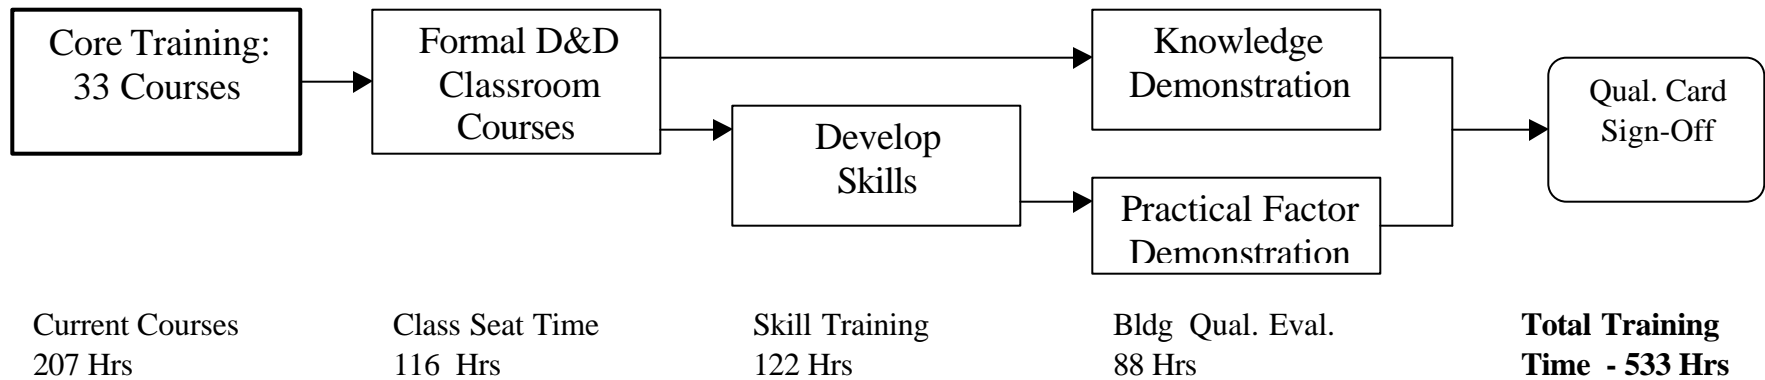 Core Training:
33 Courses
Formal D&D
Classroom
Courses
Develop
Skills
Knowledge
Demonstration
Practical Factor
Demonstration
Qual. Card
Sign-Off
Current Courses
207 Hrs
Class Seat Time
116 Hrs
Skill Training
122 Hrs
Bldg Qual. Eval.
88 Hrs
Total Training
Time - 533 Hrs